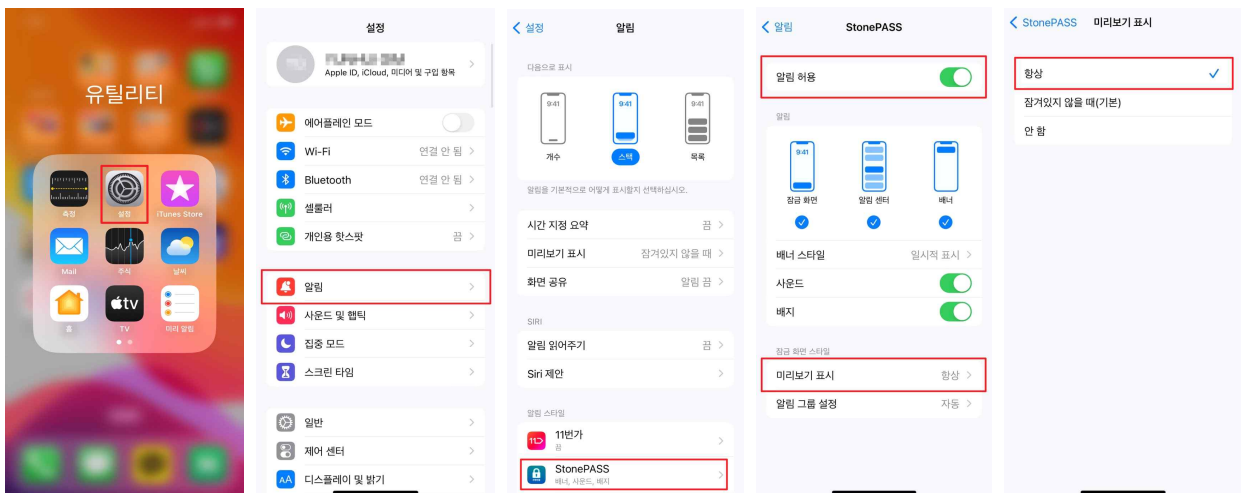 유틸리티
측정
설정
iTunes Store
Mail
주식
날씨
홈
tv
TV
미리 알림
설정
Apple ID, iCloud, 미디어 및 구입 항목
에어플레인 모드
Wi-Fi 연결 안 됨
Bluetooth 연결 안 됨
셀룰러
개인용 핫스팟 끔
알림
사운드 및 햅틱
집중 모드
스크린 타임
일반
제어 센터
AA 디스플레이 및 밝기
설정 알림
다음으로 표시
9:41 9:41 9:41
개수 스택 목록
알림을 기본적으로 어떻게 표시할지 선택하십시오.
시간 지정 요약 끔
미리보기 표시 잠겨있지 않을 때
화면 공유 알림 끔
SIRI
알림 읽어주기 끔
Siri 제안
알림 스타일
11번가
끔
StonePASS
배너, 사운드, 배지
알림 StonePASS
알림 허용
알림
9:41
잠금 화면 알림 센터 배너
배너 스타일 일시적 표시
사운드
배지
잠금 화면 스타일
미리보기 표시 항상
알림 그룹 설정 자동
StonePASS 미리보기 표시
항상
잠겨있지 않을 때(기본)
안 함